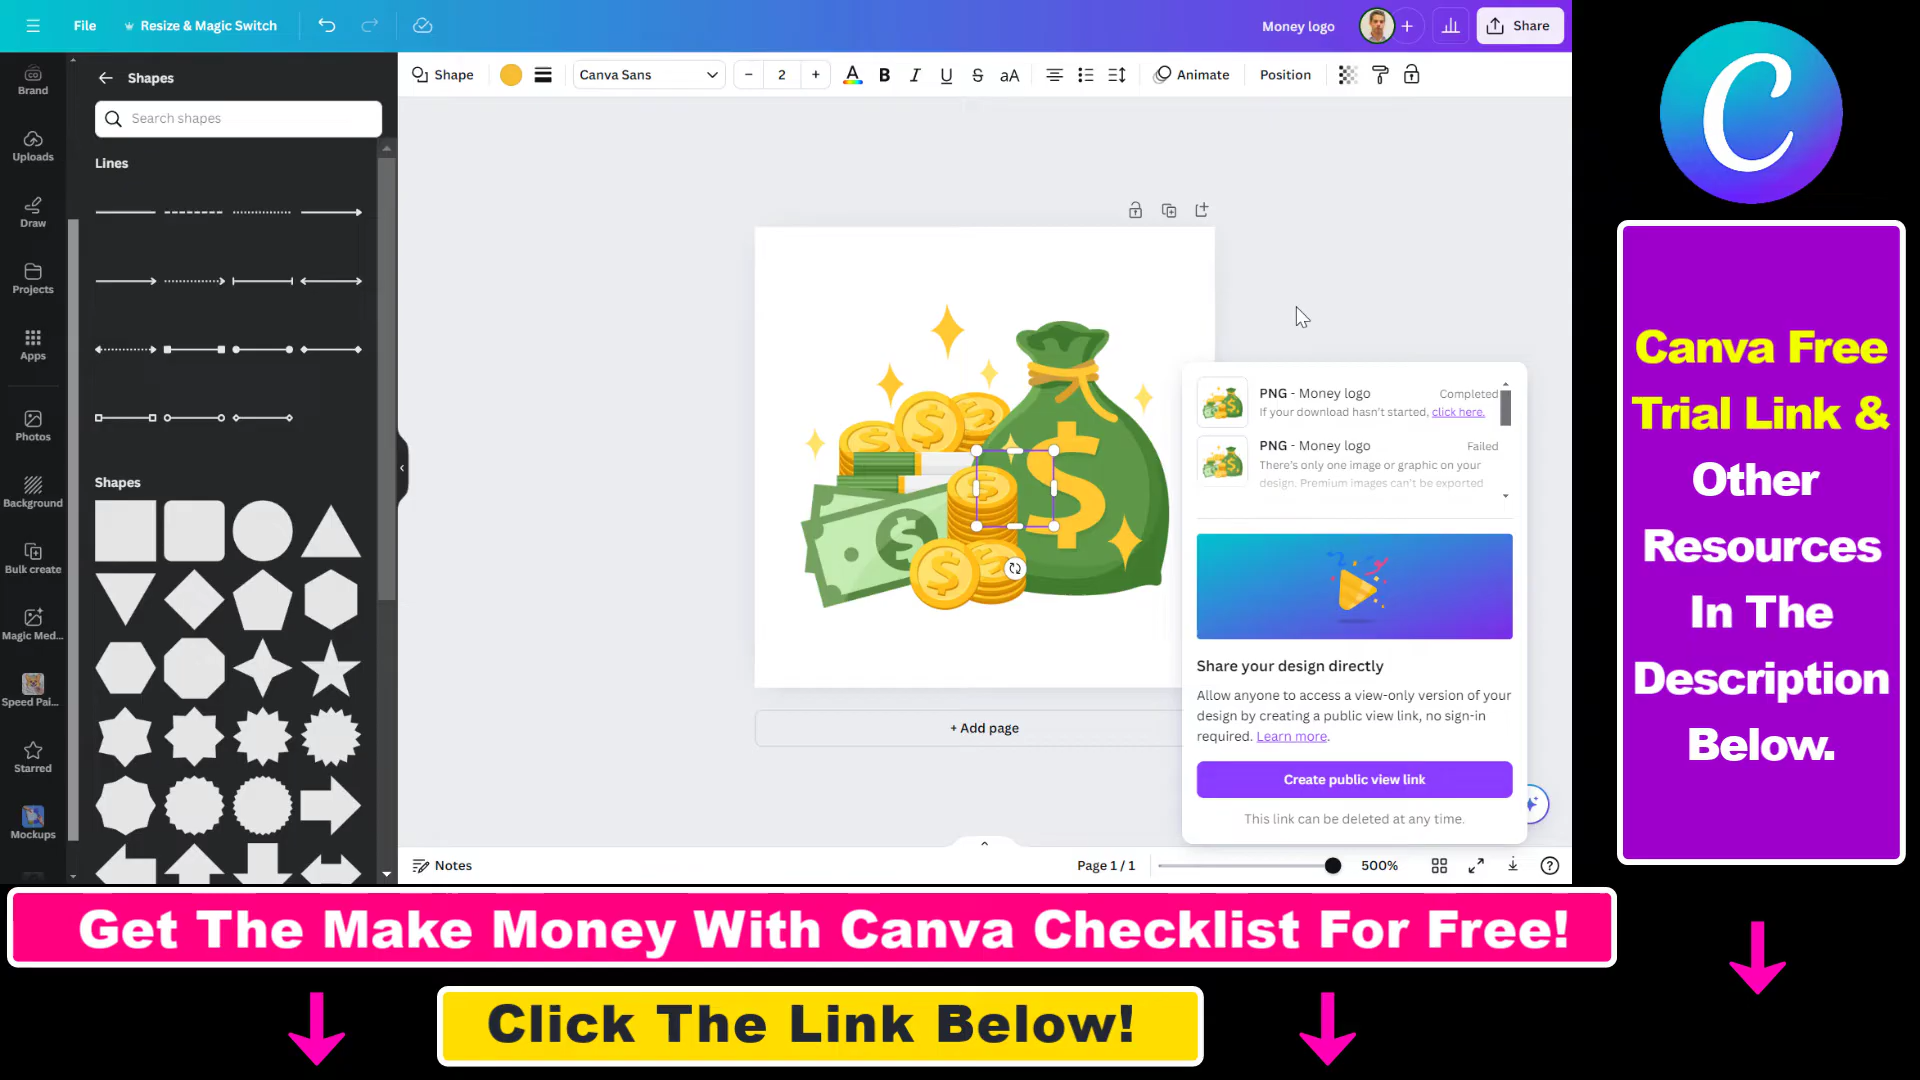 File
Resize & Magic Switch
Money logo
Share
Brand
Uploads
Draw
Projects
Apps
Photos
Background
Bulk create
Magic Med...
Speed Pai...
Starred
Mockups
Shapes
Search shapes
Lines
Shapes
Shape
Canva Sans
2
A
B
I
U
S
aA
Animate
Position
$
$
$
PNG - Money logo
Completed
If your download hasn't started, click here.
PNG - Money logo
Failed
There's only one image or graphic on your
design. Premium images can't be exported
Share your design directly
Allow anyone to access a view-only version of your
design by creating a public view link, no sign-in
required. Learn more.
Create public view link
This link can be deleted at any time.
+ Add page
Notes
Page 1 / 1
500%
C
Canva Free
Trial Link &
Other
Resources
In The
Description
Below.
Get The Make Money With Canva Checklist For Free!
Click The Link Below!